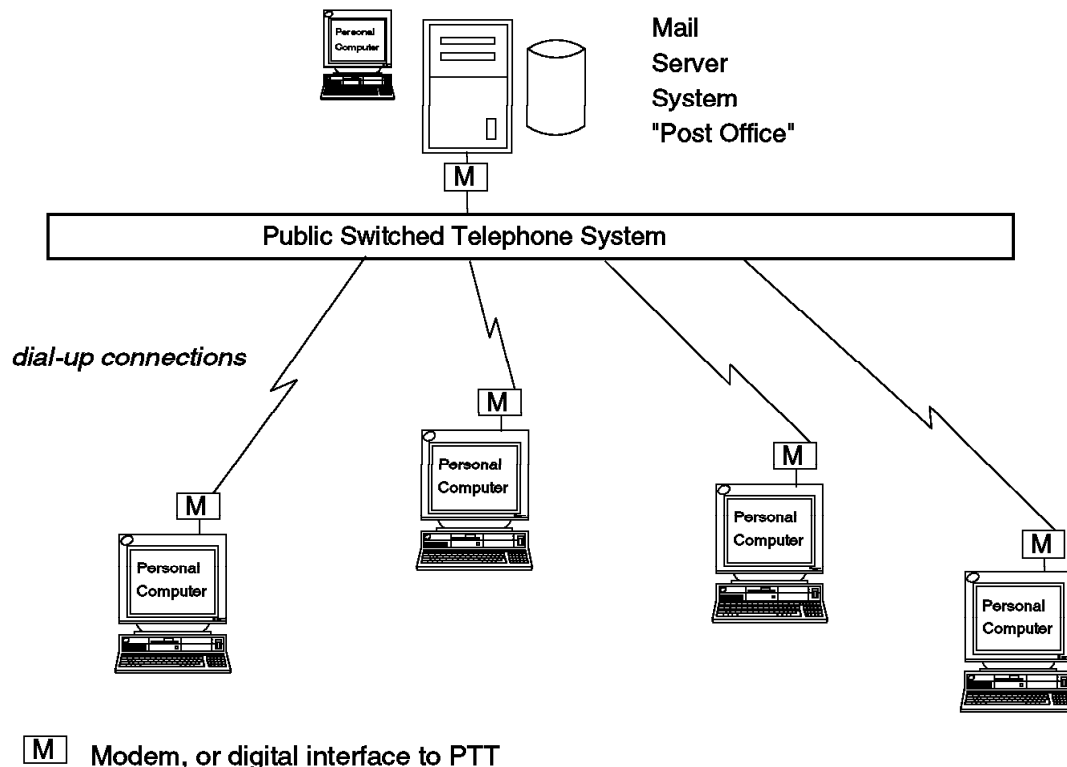 Personal
Computer
Mail
Server
System
"Post Office"
M
Public Switched Telephone System
dial-up connections
M
Personal
Computer
M
Personal
Computer
M
Personal
Computer
M
Personal
Computer
M Modem, or digital interface to PTT